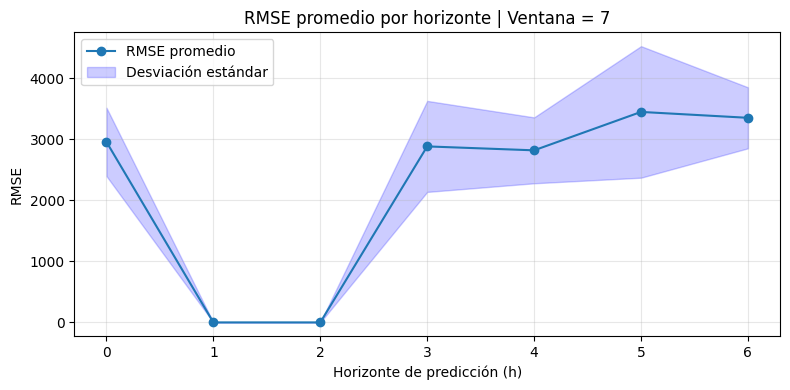 RMSE promedio por horizonte | Ventana = 7
RMSE promedio
Desviación estándar
4000
3000
2000
1000
0
RMSE
0 1 2 3 4 5 6
Horizonte de predicción (h)